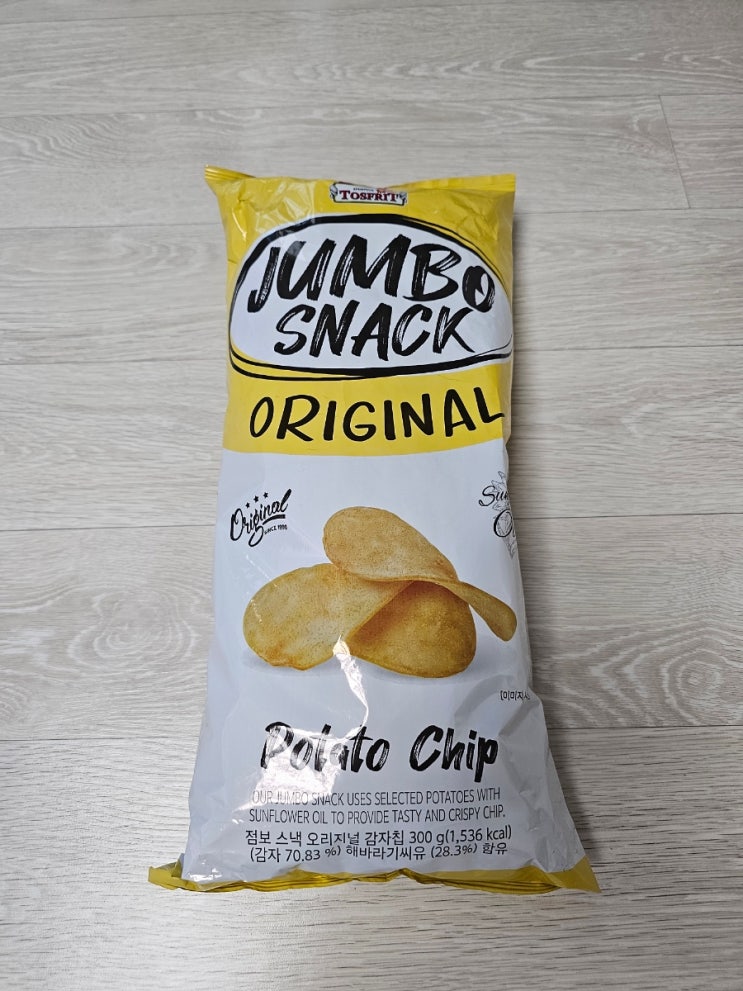 TOSFRIT
JUMBO
SNACK
ORIGINAL
Original
SINCE 1996
Potato Chip
OUR JUMBO SNACK USES SELECTED POTATOES WITH
SUNFLOWER OIL TO PROVIDE TASTY AND CRISPY CHIP.
점보 스낵 오리지널 감자칩 300 g(1,536 kcal)
(감자 70.83 %) 해바라기씨유 (28.3%) 함유